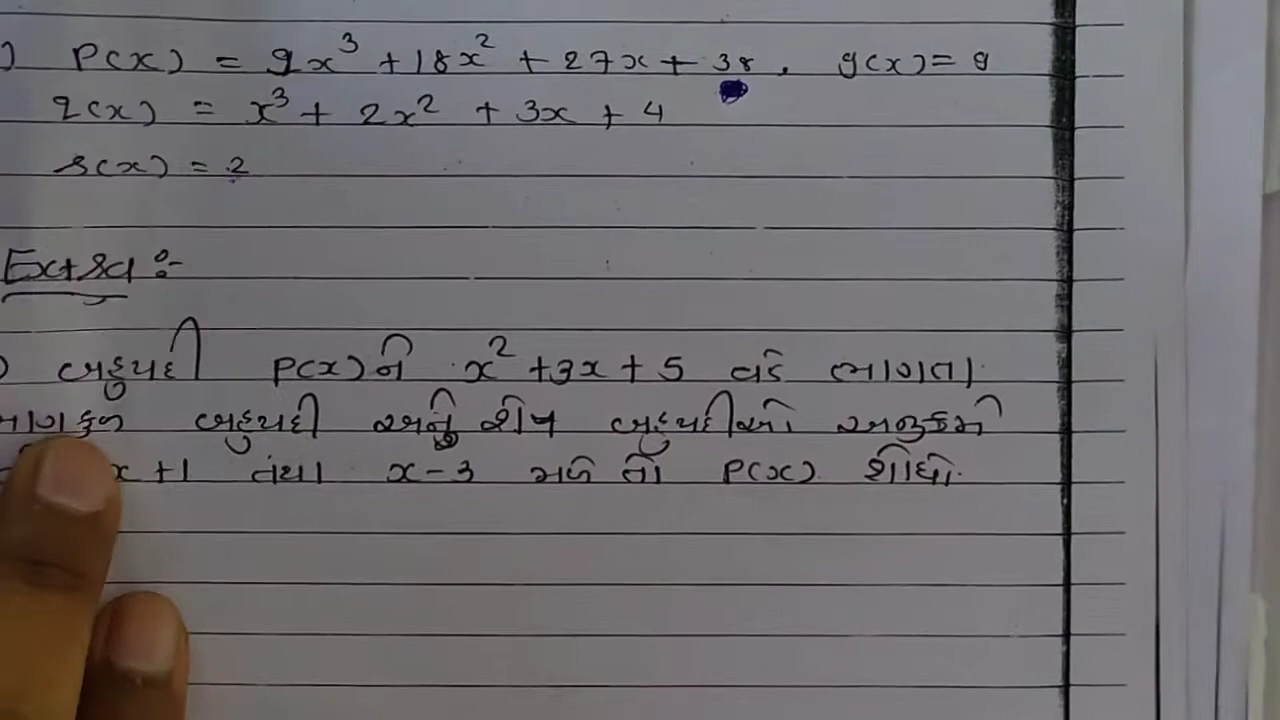 ) P(x) = 9x³ + 18x² + 27x + 38, g(x) = 9
q(x) = x³ + 2x² + 3x + 4
r(x) = 2
Extra :-
) બહુપદી P(x)ને x² + 3x + 5 વડે ભાગતા
ભાગફળ બહુપદી અને શેષ બહુપદીઓ અનુક્રમે
x + 1 તથા x - 3 મળે તો P(x) શોધો.